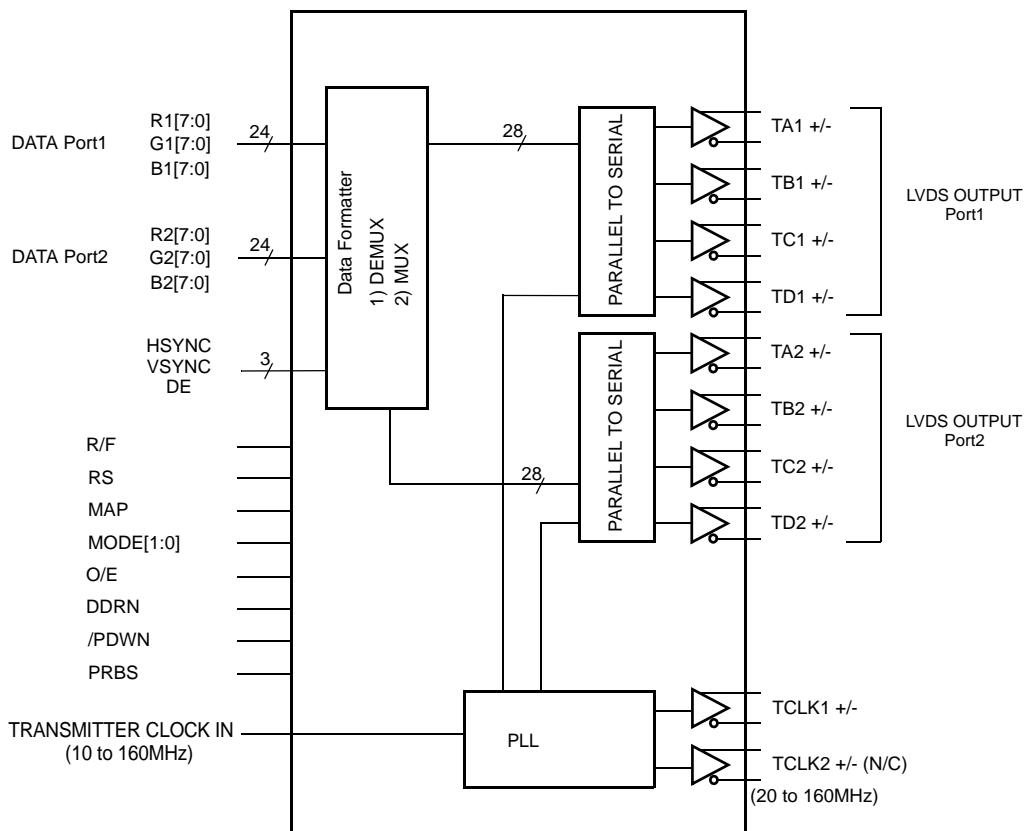 DATA Port1
R1[7:0]
G1[7:0]
B1[7:0]
24
DATA Port2
R2[7:0]
G2[7:0]
B2[7:0]
24
HSYNC
VSYNC
DE
3
Data Formatter
1) DEMUX
2) MUX
28
28
PARALLEL TO SERIAL
PARALLEL TO SERIAL
TA1 +/-
TB1 +/-
TC1 +/-
TD1 +/-
LVDS OUTPUT
Port1
TA2 +/-
TB2 +/-
TC2 +/-
TD2 +/-
LVDS OUTPUT
Port2
R/F
RS
MAP
MODE[1:0]
O/E
DDRN
/PDWN
PRBS
TRANSMITTER CLOCK IN
(10 to 160MHz)
PLL
TCLK1 +/-
TCLK2 +/- (N/C)
(20 to 160MHz)